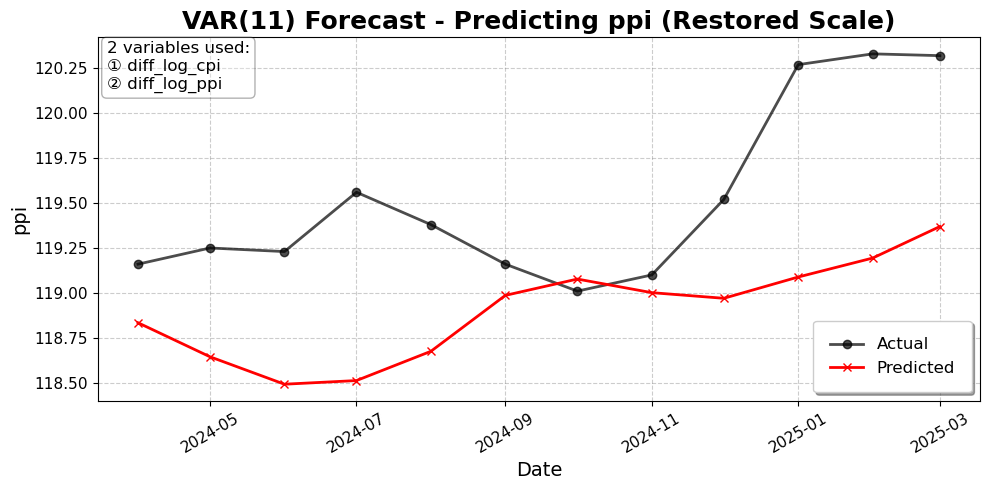 VAR(11) Forecast - Predicting ppi (Restored Scale)
2 variables used:
① diff_log_cpi
② diff_log_ppi
120.25
120.00
119.75
119.50
119.25
119.00
118.75
118.50
ppi
Actual
Predicted
2024-05
2024-07
2024-09
2024-11
2025-01
2025-03
Date